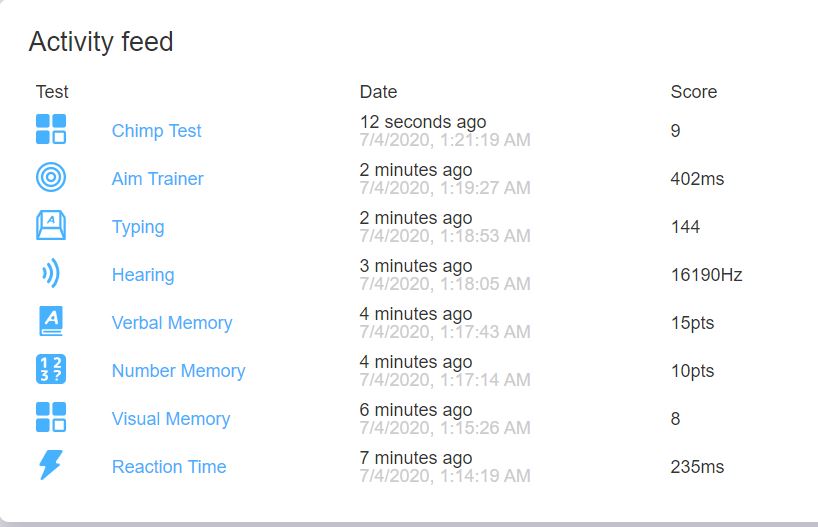 Activity feed
Test Date Score
Chimp Test 12 seconds ago 9
7/4/2020, 1:21:19 AM
Aim Trainer 2 minutes ago 402ms
7/4/2020, 1:19:27 AM
A Typing 2 minutes ago 144
7/4/2020, 1:18:53 AM
Hearing 3 minutes ago 16190Hz
7/4/2020, 1:18:05 AM
A Verbal Memory 4 minutes ago 15pts
7/4/2020, 1:17:43 AM
1 2
3 ? Number Memory 4 minutes ago 10pts
7/4/2020, 1:17:14 AM
Visual Memory 6 minutes ago 8
7/4/2020, 1:15:26 AM
Reaction Time 7 minutes ago 235ms
7/4/2020, 1:14:19 AM